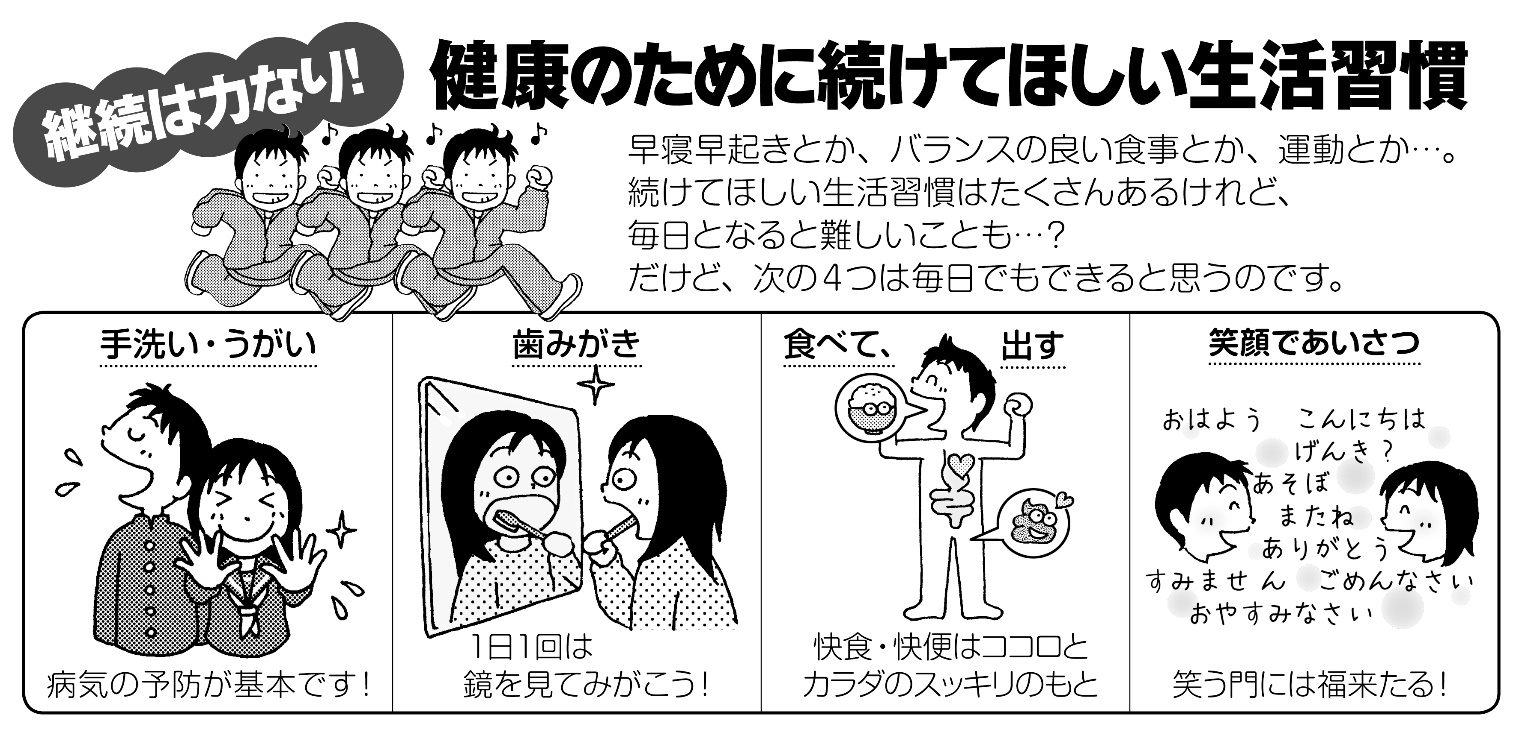 継続は力なり!
健康のために続けてほしい生活習慣
早寝早起きとか、バランスの良い食事とか、運動とか…。
続けてほしい生活習慣はたくさんあるけれど、
毎日となると難しいことも…?
だけど、次の4つは毎日でもできると思うのです。
手洗い・うがい
病気の予防が基本です!
歯みがき
1日1回は
鏡を見てみがこう!
食べて、 出す
快食・快便はココロと
カラダのスッキリのもと
笑顔であいさつ
おはよう こんにちは
げんき?
あそぼ
またね
ありがとう
すみません ごめんなさい
おやすみなさい
笑う門には福来たる!